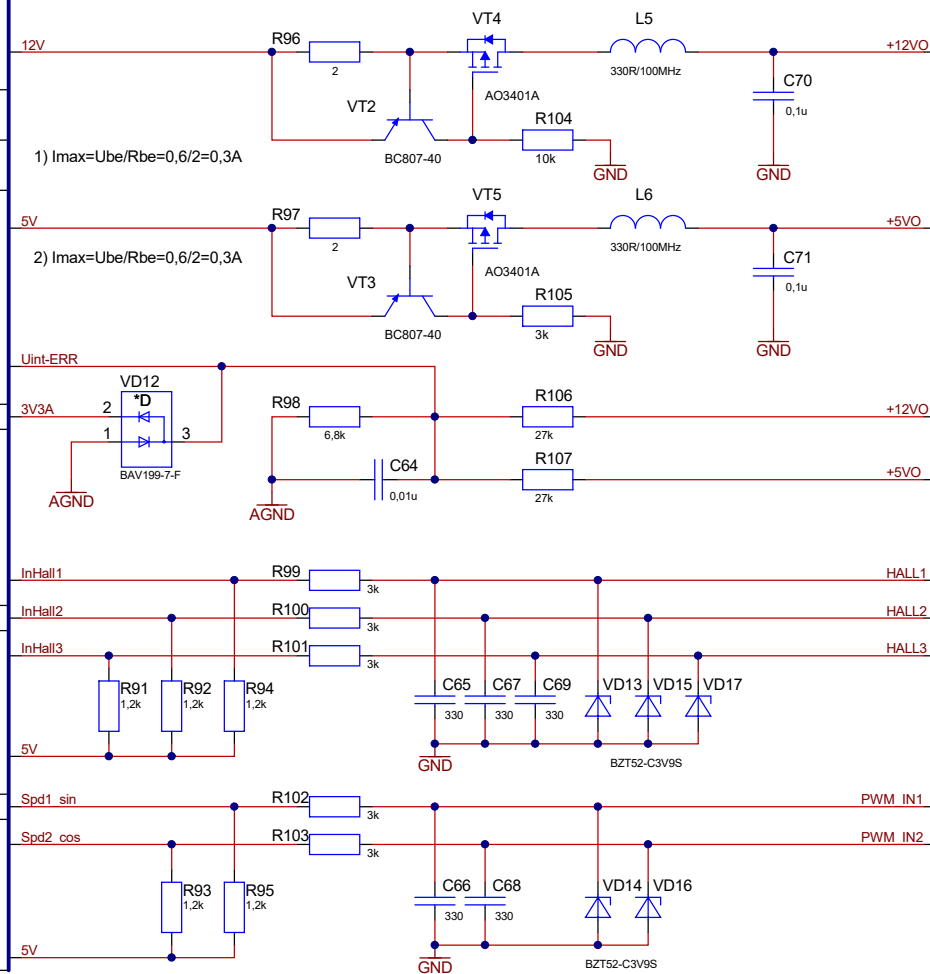 VT4
L5
12V
R96
+12VO
2
330R/100MHz
C70
VT2
AO3401A
0,1u
R104
1) Imax=Ube/Rbe=0,6/2=0,3A
BC807-40
10k
GND
GND
VT5
L6
5V
R97
+5VO
2
330R/100MHz
2) Imax=Ube/Rbe=0,6/2=0,3A
C71
VT3
AO3401A
0,1u
R105
BC807-40
3k
GND
GND
Uint-ERR
VD12
*D
3V3A
2
R98
R106
+12VO
1
3
6,8k
27k
BAV199-7-F
C64
R107
+5VO
AGND
0,01u
27k
AGND
InHall1
R99
HALL1
3k
InHall2
R100
HALL2
3k
InHall3
R101
HALL3
3k
R91
R92
R94
C65
C67
C69
VD13
VD15
VD17
1,2k
1,2k
1,2k
330
330
330
5V
GND
BZT52-C3V9S
Spd1_sin
R102
PWM_IN1
3k
Spd2_cos
R103
PWM_IN2
3k
R93
R95
C66
C68
VD14
VD16
1,2k
1,2k
330
330
5V
GND
BZT52-C3V9S